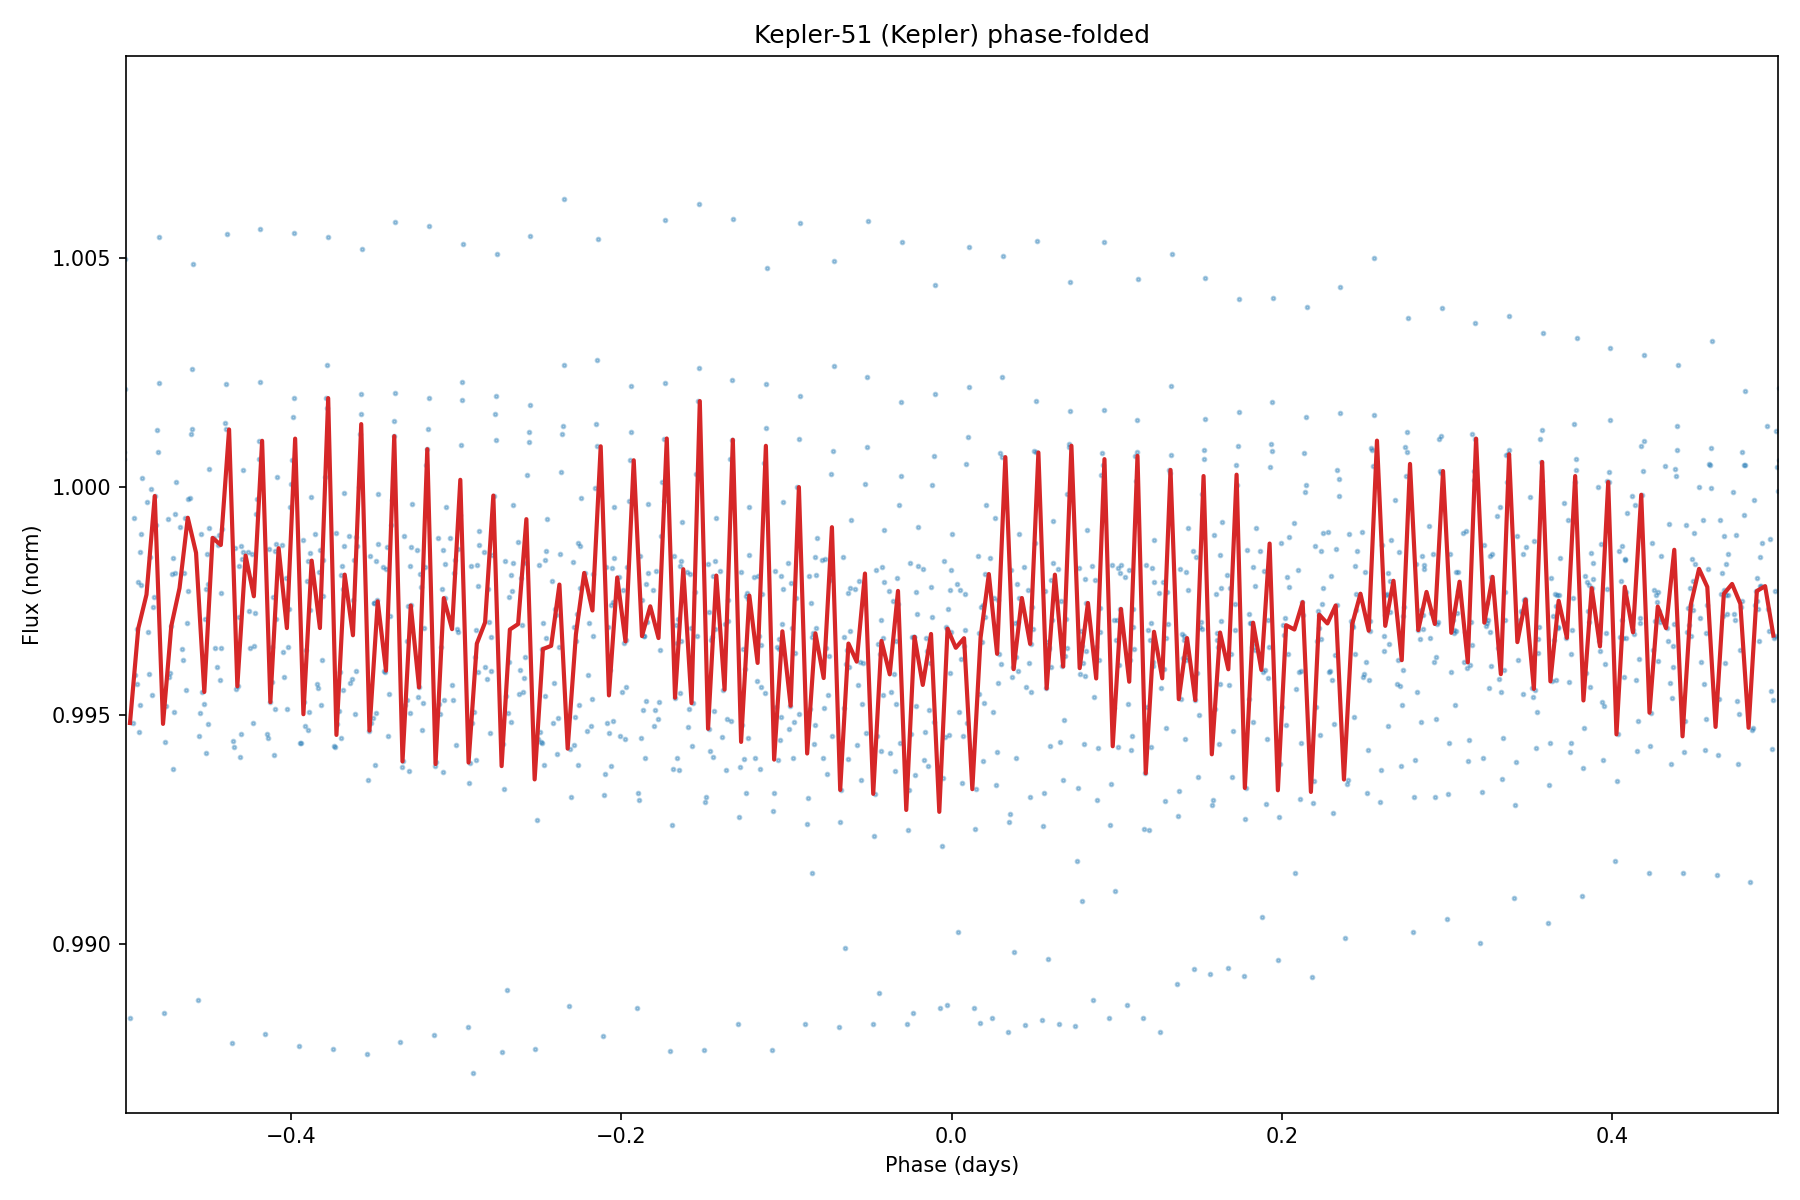 Kepler-51 (Kepler) phase-folded
Flux (norm)
1.005
1.000
0.995
0.990
−0.4 −0.2 0.0 0.2 0.4
Phase (days)